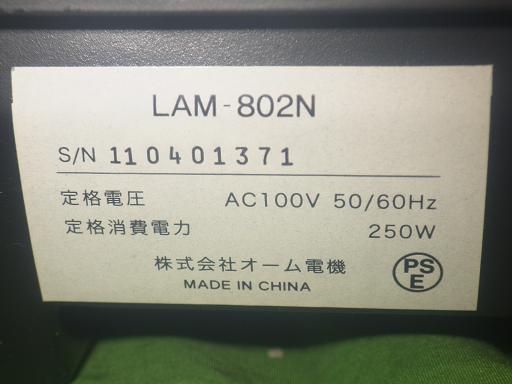 LAM-802N
S/N 110401371
定格電圧 AC100V 50/60Hz
定格消費電力 250W
株式会社オーム電機
MADE IN CHINA
PS
E